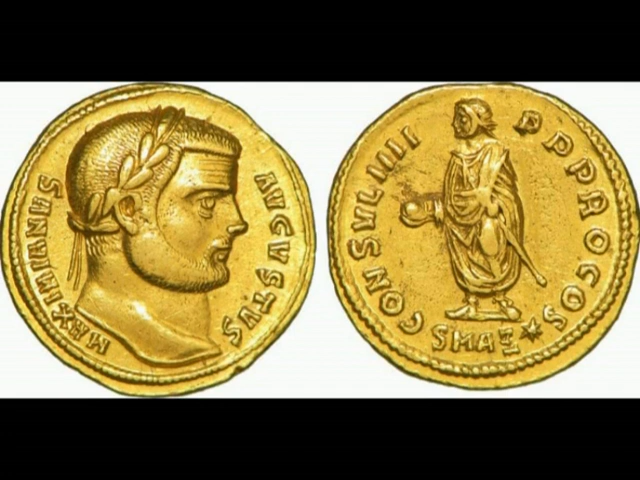 MAXIMIANVS
AVGVSTVS
CONSVL IIII P P PROCOS
SMAΞ✶